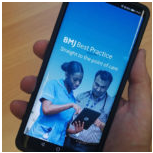 BMJ Best Practice
Straight to the point of care